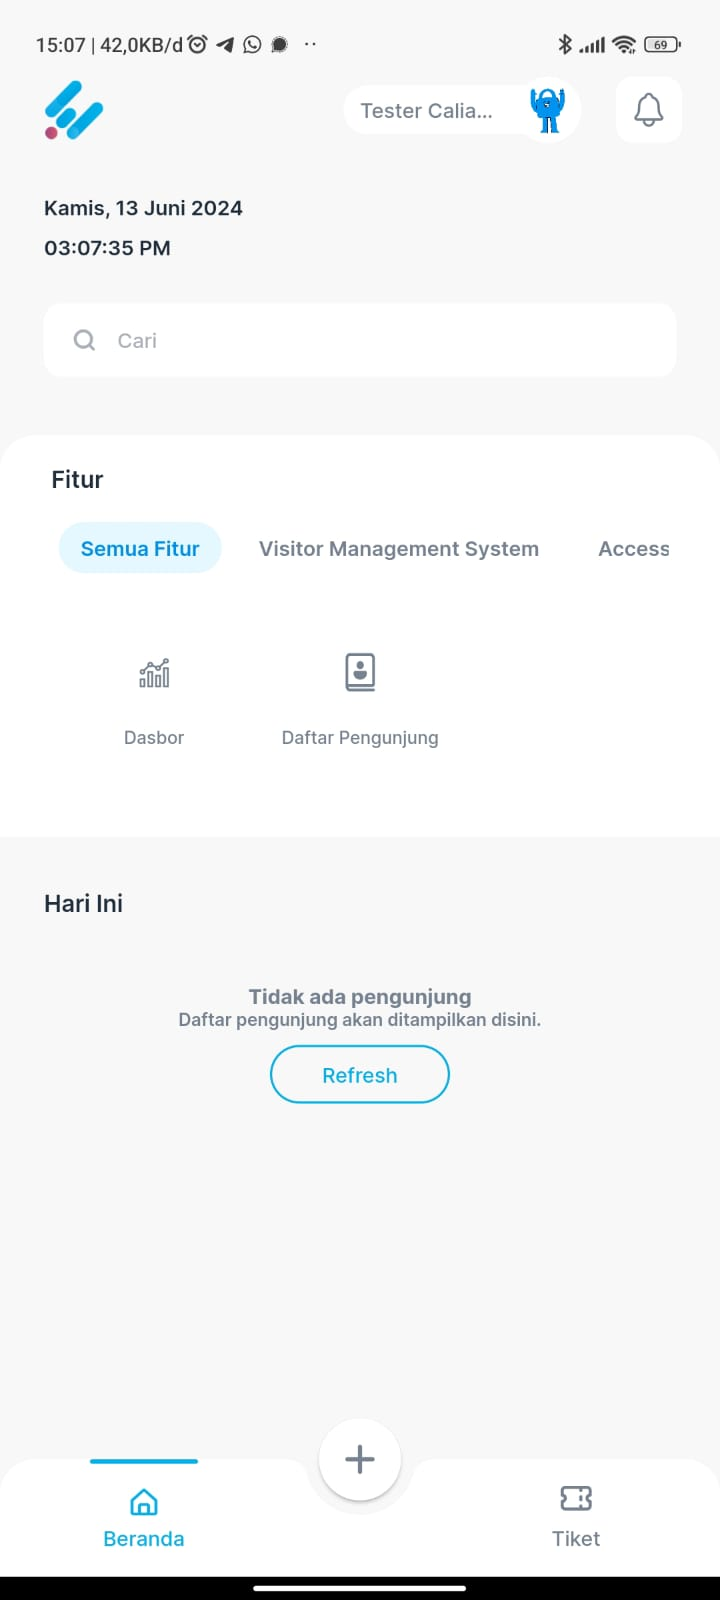 15:07 | 42,0KB/d
69
Tester Calia...
Kamis, 13 Juni 2024
03:07:35 PM
Cari
Fitur
Semua Fitur Visitor Management System Access
Dasbor Daftar Pengunjung
Hari Ini
Tidak ada pengunjung
Daftar pengunjung akan ditampilkan disini.
Refresh
Beranda Tiket